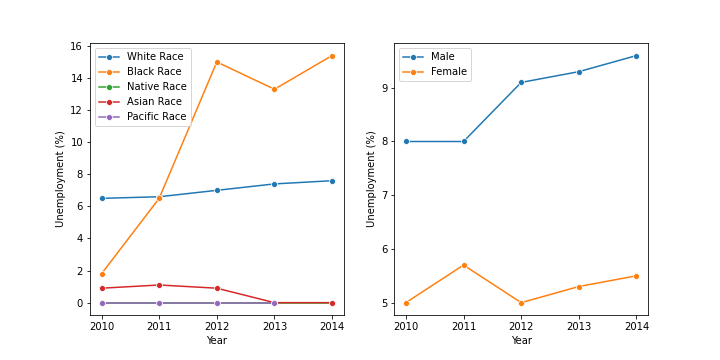 16
14
12
10
8
6
4
2
0
Unemployment (%)
White Race
Black Race
Native Race
Asian Race
Pacific Race
2010 2011 2012 2013 2014
Year
9
8
7
6
5
Unemployment (%)
Male
Female
2010 2011 2012 2013 2014
Year